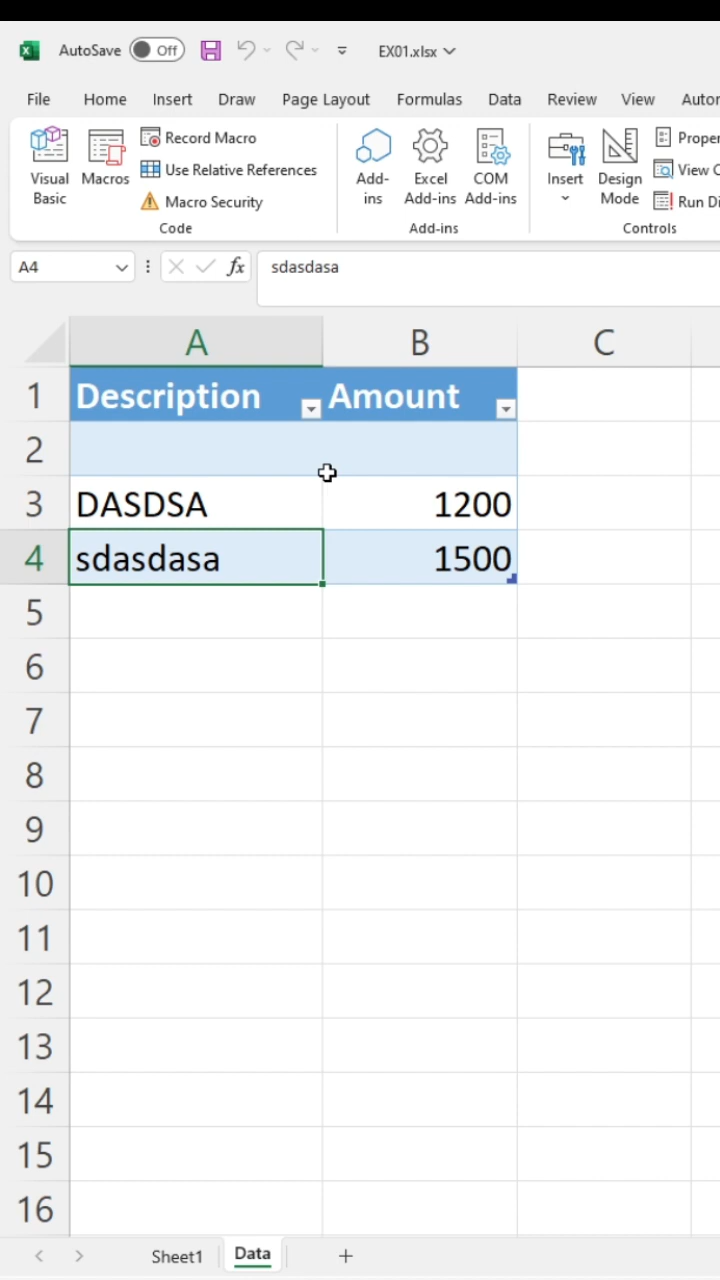 AutoSave Off EX01.xlsx
File Home Insert Draw Page Layout Formulas Data Review View
Visual Basic
Macros
Record Macro
Use Relative References
Macro Security
Code
Add-ins
Excel Add-ins
COM Add-ins
Add-ins
Insert
Design Mode
Proper
View C
Run Di
Controls
A4 fx sdasdasa
A B C
1 Description Amount
2
3 DASDSA 1200
4 sdasdasa 1500
5
6
7
8
9
10
11
12
13
14
15
16
Sheet1 Data +